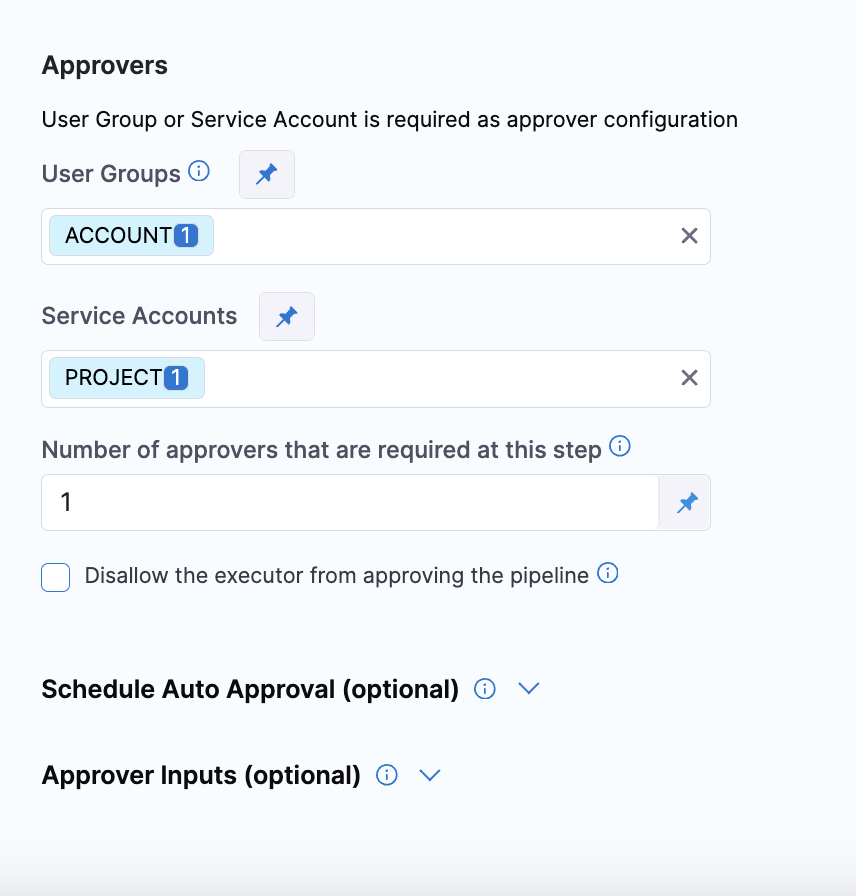 Approvers
User Group or Service Account is required as approver configuration
User Groups
ACCOUNT 1
Service Accounts
PROJECT 1
Number of approvers that are required at this step
1
Disallow the executor from approving the pipeline
Schedule Auto Approval (optional)
Approver Inputs (optional)